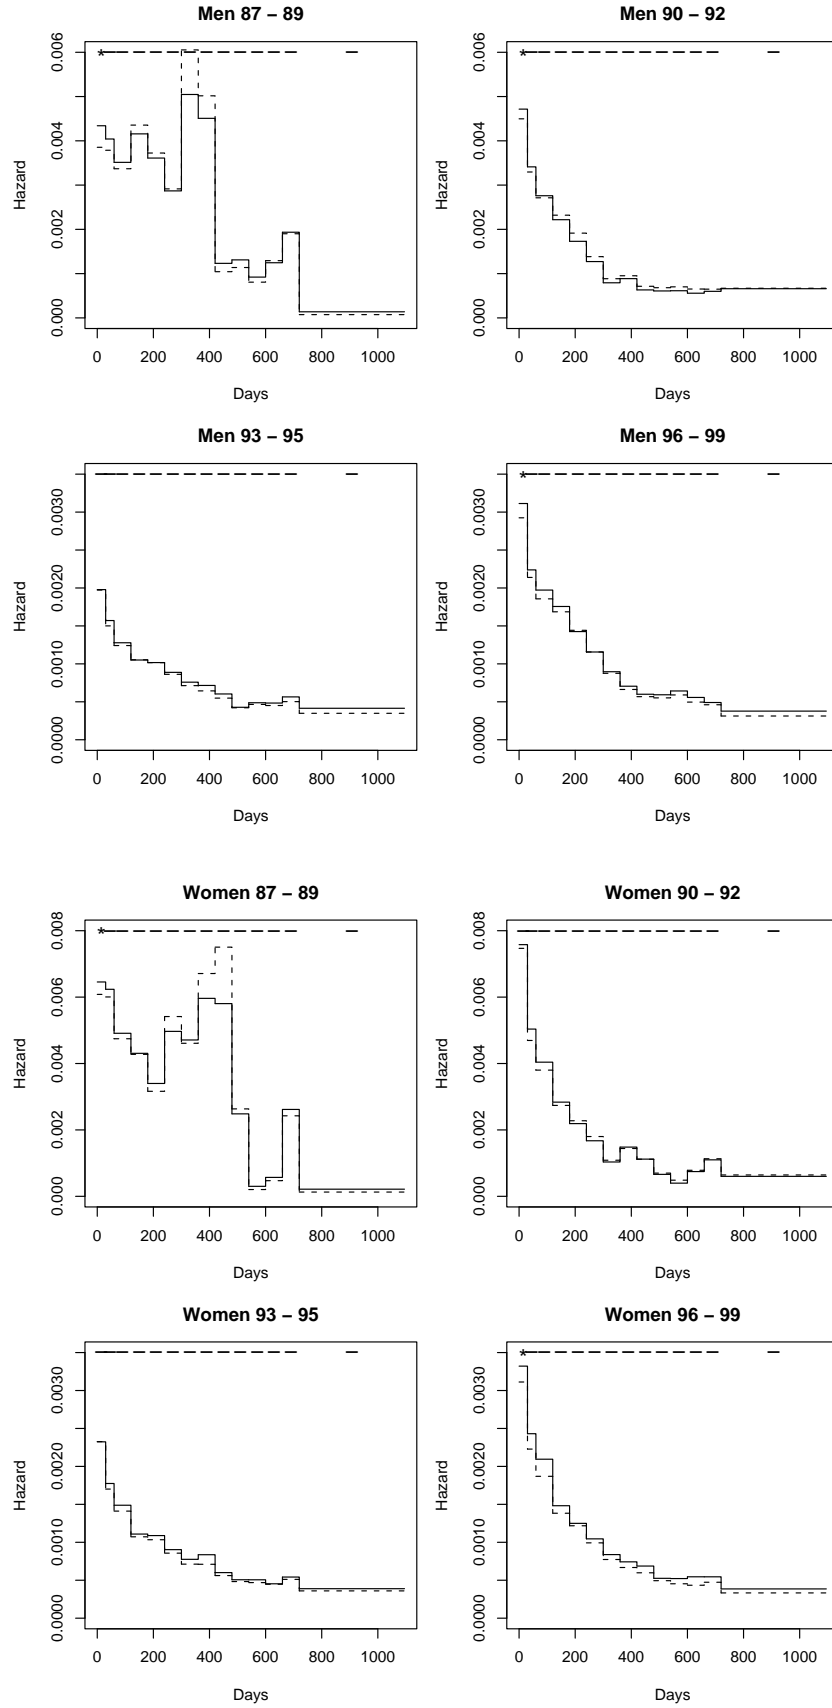 Men 87 – 89
Hazard
0.000 0.002 0.004 0.006
*
0 200 400 600 800 1000
Days
Men 90 – 92
Hazard
0.000 0.002 0.004 0.006
*
0 200 400 600 800 1000
Days
Men 93 – 95
Hazard
0.0000 0.0010 0.0020 0.0030
0 200 400 600 800 1000
Days
Men 96 – 99
Hazard
0.0000 0.0010 0.0020 0.0030
*
0 200 400 600 800 1000
Days
Women 87 – 89
Hazard
0.000 0.002 0.004 0.006 0.008
*
0 200 400 600 800 1000
Days
Women 90 – 92
Hazard
0.000 0.002 0.004 0.006 0.008
0 200 400 600 800 1000
Days
Women 93 – 95
Hazard
0.0000 0.0010 0.0020 0.0030
0 200 400 600 800 1000
Days
Women 96 – 99
Hazard
0.0000 0.0010 0.0020 0.0030
*
0 200 400 600 800 1000
Days